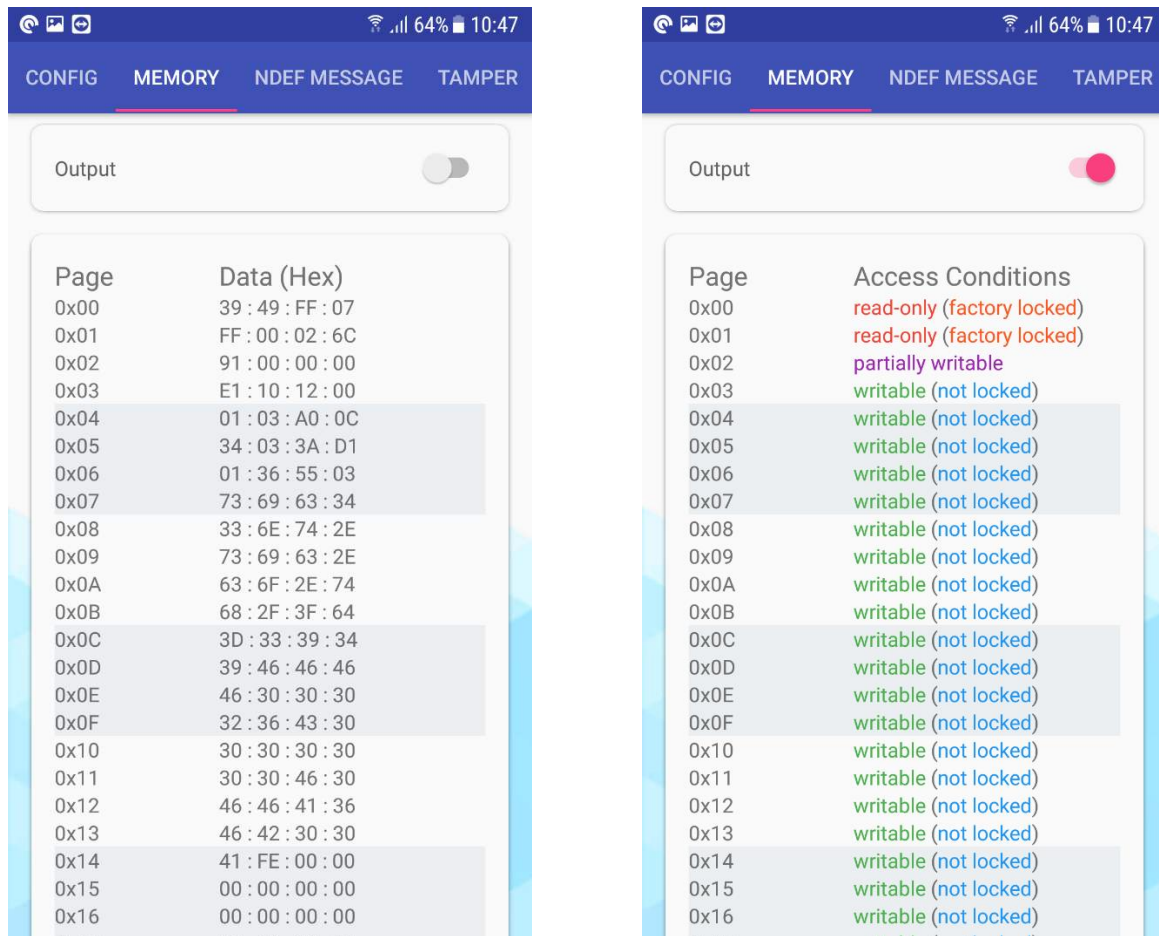 64% 10:47
CONFIG MEMORY NDEF MESSAGE TAMPER
Output
Page Data (Hex)
0x00 39 : 49 : FF : 07
0x01 FF : 00 : 02 : 6C
0x02 91 : 00 : 00 : 00
0x03 E1 : 10 : 12 : 00
0x04 01 : 03 : A0 : 0C
0x05 34 : 03 : 3A : D1
0x06 01 : 36 : 55 : 03
0x07 73 : 69 : 63 : 34
0x08 33 : 6E : 74 : 2E
0x09 73 : 69 : 63 : 2E
0x0A 63 : 6F : 2E : 74
0x0B 68 : 2F : 3F : 64
0x0C 3D : 33 : 39 : 34
0x0D 39 : 46 : 46 : 46
0x0E 46 : 30 : 30 : 30
0x0F 32 : 36 : 43 : 30
0x10 30 : 30 : 30 : 30
0x11 30 : 30 : 46 : 30
0x12 46 : 46 : 41 : 36
0x13 46 : 42 : 30 : 30
0x14 41 : FE : 00 : 00
0x15 00 : 00 : 00 : 00
0x16 00 : 00 : 00 : 00
64% 10:47
CONFIG MEMORY NDEF MESSAGE TAMPER
Output
Page Access Conditions
0x00 read-only (factory locked)
0x01 read-only (factory locked)
0x02 partially writable
0x03 writable (not locked)
0x04 writable (not locked)
0x05 writable (not locked)
0x06 writable (not locked)
0x07 writable (not locked)
0x08 writable (not locked)
0x09 writable (not locked)
0x0A writable (not locked)
0x0B writable (not locked)
0x0C writable (not locked)
0x0D writable (not locked)
0x0E writable (not locked)
0x0F writable (not locked)
0x10 writable (not locked)
0x11 writable (not locked)
0x12 writable (not locked)
0x13 writable (not locked)
0x14 writable (not locked)
0x15 writable (not locked)
0x16 writable (not locked)